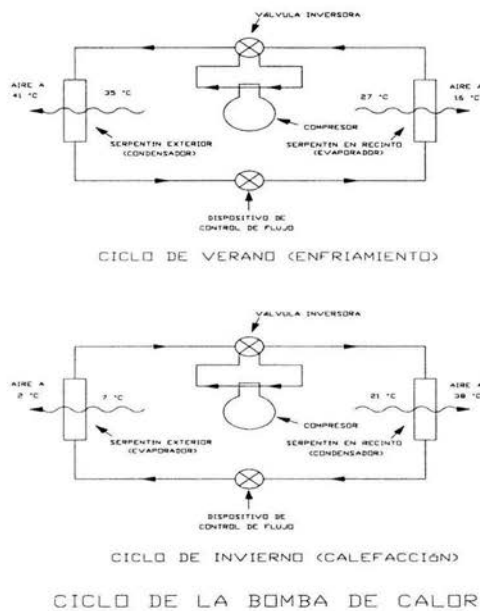 VÁLVULA INVERSORA
AIRE A
41 °C
35 °C
27 °C
AIRE A
16 °C
COMPRESOR
SERPENTIN EXTERIOR
(CONDENSADOR)
SERPENTIN EN RECINTO
(EVAPORADOR)
DISPOSITIVO DE
CONTROL DE FLUJO
CICLO DE VERANO (ENFRIAMIENTO)
VALVULA INVERSORA
AIRE A
2 °C
7 °C
21 °C
AIRE A
38 °C
COMPRESOR
SERPENTIN EXTERIOR
(EVAPORADOR)
SERPENTIN EN RECINTO
(CONDENSADOR)
DISPOSITIVO DE
CONTROL DE FLUJO
CICLO DE INVIERNO (CALEFACCIóN)
CICLO DE LA BOMBA DE CALOR